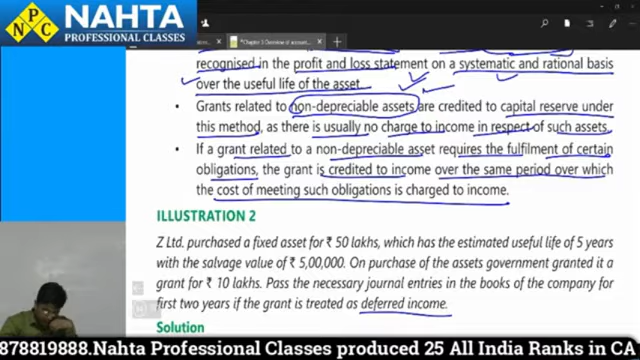 NPC
NAHTA
PROFESSIONAL CLASSES
*Chapter 3 Overview of account...
recognised in the profit and loss statement on a systematic and rational basis
over the useful life of the asset.
• Grants related to non-depreciable assets are credited to capital reserve under
this method, as there is usually no charge to income in respect of such assets.
• If a grant related to a non-depreciable asset requires the fulfilment of certain
obligations, the grant is credited to income over the same period over which
the cost of meeting such obligations is charged to income.
ILLUSTRATION 2
Z Ltd. purchased a fixed asset for ₹ 50 lakhs, which has the estimated useful life of 5 years
with the salvage value of ₹ 5,00,000. On purchase of the assets government granted it a
grant for ₹ 10 lakhs. Pass the necessary journal entries in the books of the company for
first two years if the grant is treated as deferred income.
Solution
878819888.Nahta Professional Classes produced 25 All India Ranks in CA